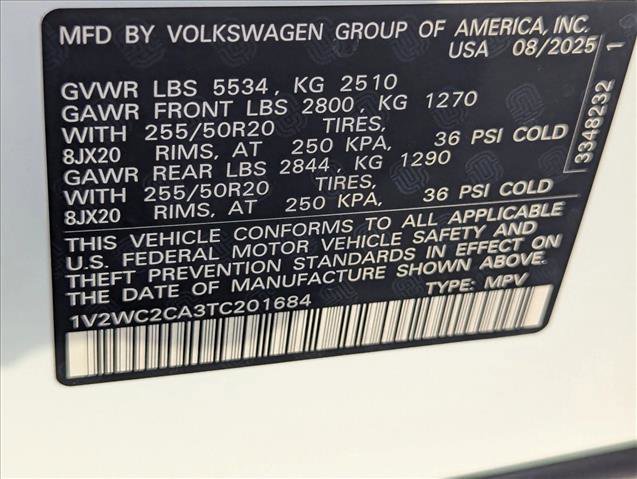 MFD BY VOLKSWAGEN GROUP OF AMERICA, INC.
USA 08/2025
GVWR LBS 5534, KG 2510
GAWR FRONT LBS 2800, KG 1270
WITH 255/50R20 TIRES,
8JX20 RIMS, AT 250 KPA, 36 PSI COLD
GAWR REAR LBS 2844, KG 1290
WITH 255/50R20 TIRES,
8JX20 RIMS, AT 250 KPA, 36 PSI COLD
THIS VEHICLE CONFORMS TO ALL APPLICABLE
U.S. FEDERAL MOTOR VEHICLE SAFETY AND
THEFT PREVENTION STANDARDS IN EFFECT ON
THE DATE OF MANUFACTURE SHOWN ABOVE.
1V2WC2CA3TC201684 TYPE: MPV
3348232 1